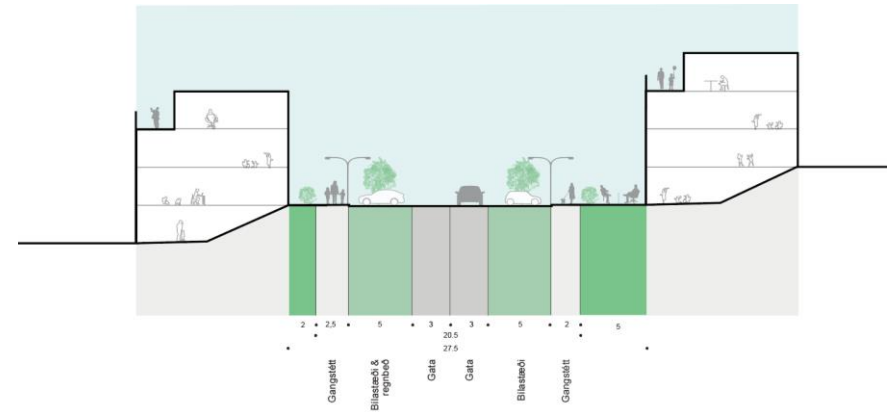 2 2,5 5 3 3 5 2 5
20.5
27.5
Gangstétt
Bílastæði &
regnbeð
Gata
Gata
Bílastæði
Gangstétt